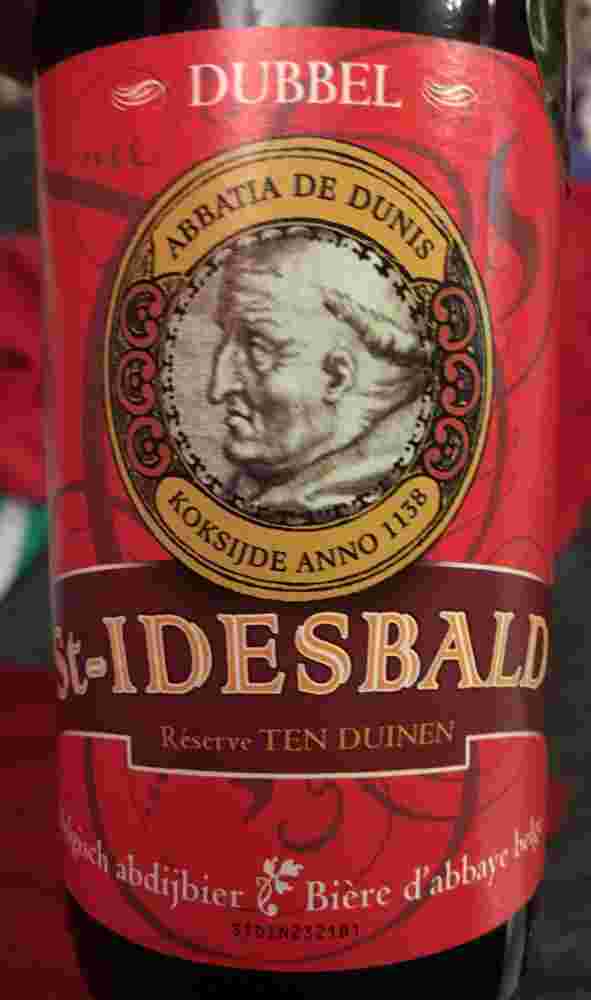 DUBBEL
ABBATIA DE DUNIS
KOKSIJDE ANNO 1138
St-IDESBALD
Réserve TEN DUINEN
abdijbier Bière d'abbaye